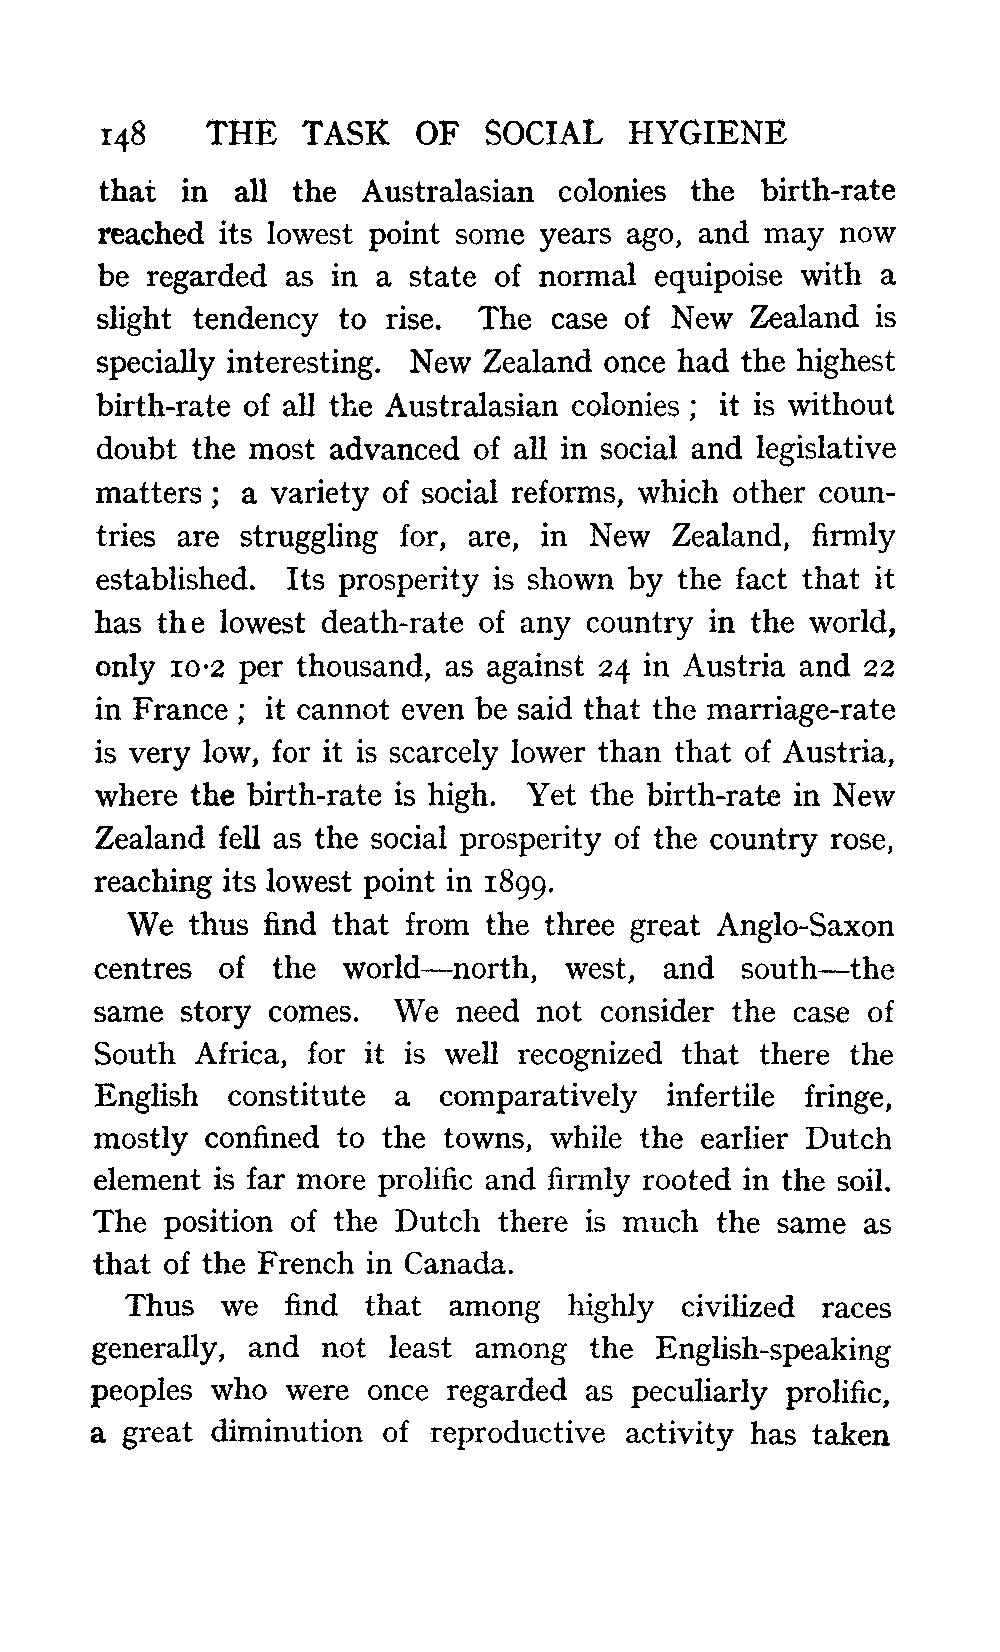 148 THE TASK OF SOCIAL HYGIENE
that in all the Australasian colonies the birth-rate
reached its lowest point some years ago, and may now
be regarded as in a state of normal equipoise with a
slight tendency to rise. The case of New Zealand is
specially interesting. New Zealand once had the highest
birth-rate of all the Australasian colonies ; it is without
doubt the most advanced of all in social and legislative
matters ; a variety of social reforms, which other coun-
tries are struggling for, are, in New Zealand, firmly
established. Its prosperity is shown by the fact that it
has the lowest death-rate of any country in the world,
only 10·2 per thousand, as against 24 in Austria and 22
in France ; it cannot even be said that the marriage-rate
is very low, for it is scarcely lower than that of Austria,
where the birth-rate is high. Yet the birth-rate in New
Zealand fell as the social prosperity of the country rose,
reaching its lowest point in 1899.
We thus find that from the three great Anglo-Saxon
centres of the world—north, west, and south—the
same story comes. We need not consider the case of
South Africa, for it is well recognized that there the
English constitute a comparatively infertile fringe,
mostly confined to the towns, while the earlier Dutch
element is far more prolific and firmly rooted in the soil.
The position of the Dutch there is much the same as
that of the French in Canada.
Thus we find that among highly civilized races
generally, and not least among the English-speaking
peoples who were once regarded as peculiarly prolific,
a great diminution of reproductive activity has taken